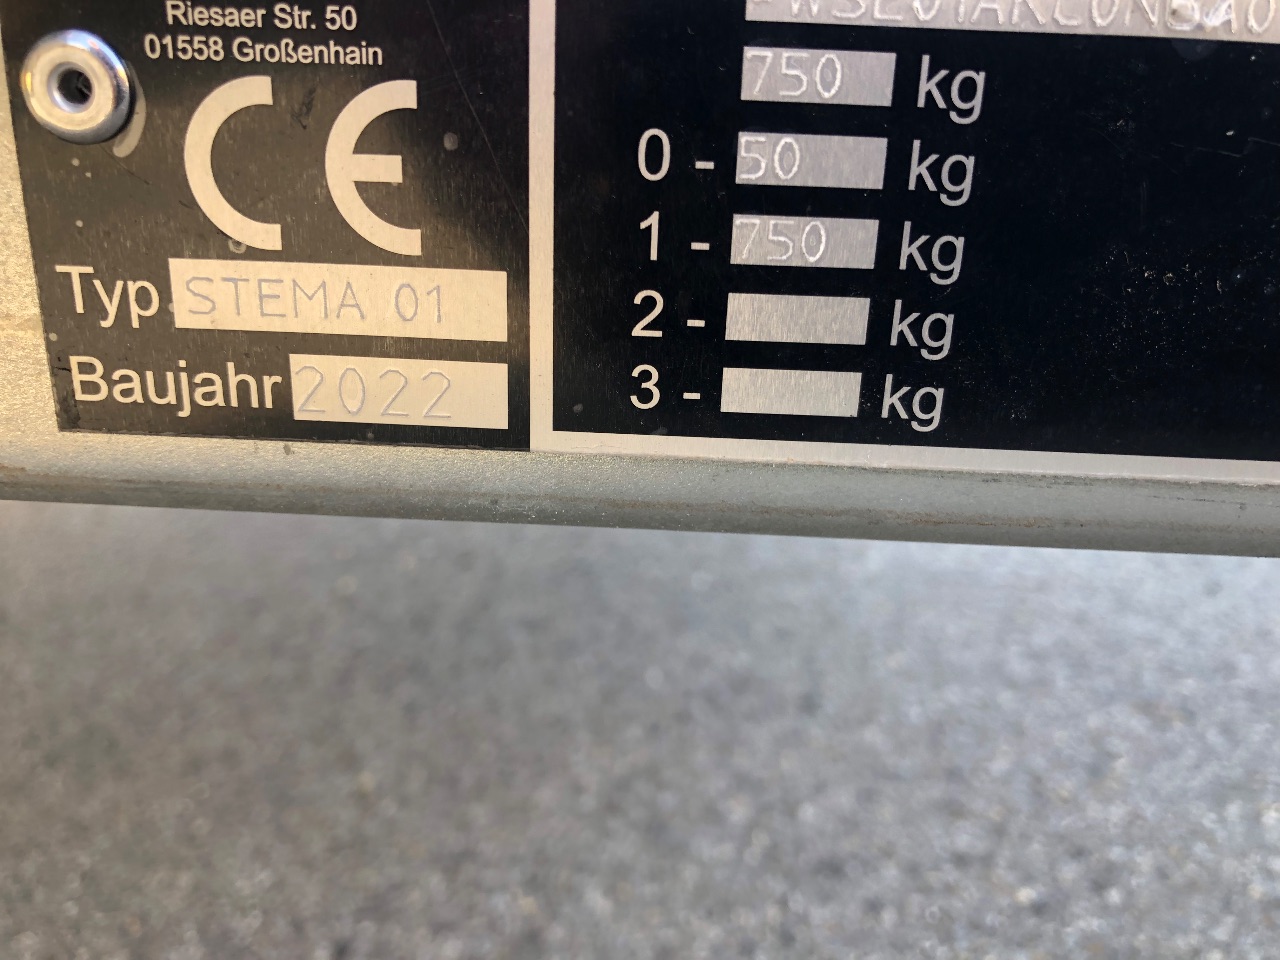 Riesaer Str. 50
01558 Großenhain
CE
Typ STEMA 01
Baujahr 2022
750 kg
0 - 50 kg
1 - 750 kg
2 - kg
3 - kg